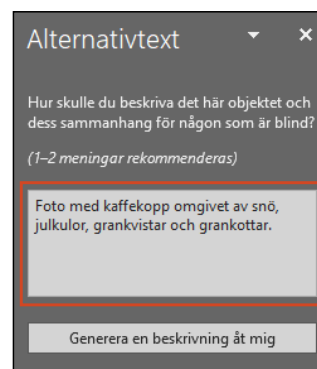 Alternativtext
Hur skulle du beskriva det här objektet och
dess sammanhang för någon som är blind?
(1–2 meningar rekommenderas)
Foto med kaffekopp omgivet av snö,
julkulor, grankvistar och grankottar.
Generera en beskrivning åt mig